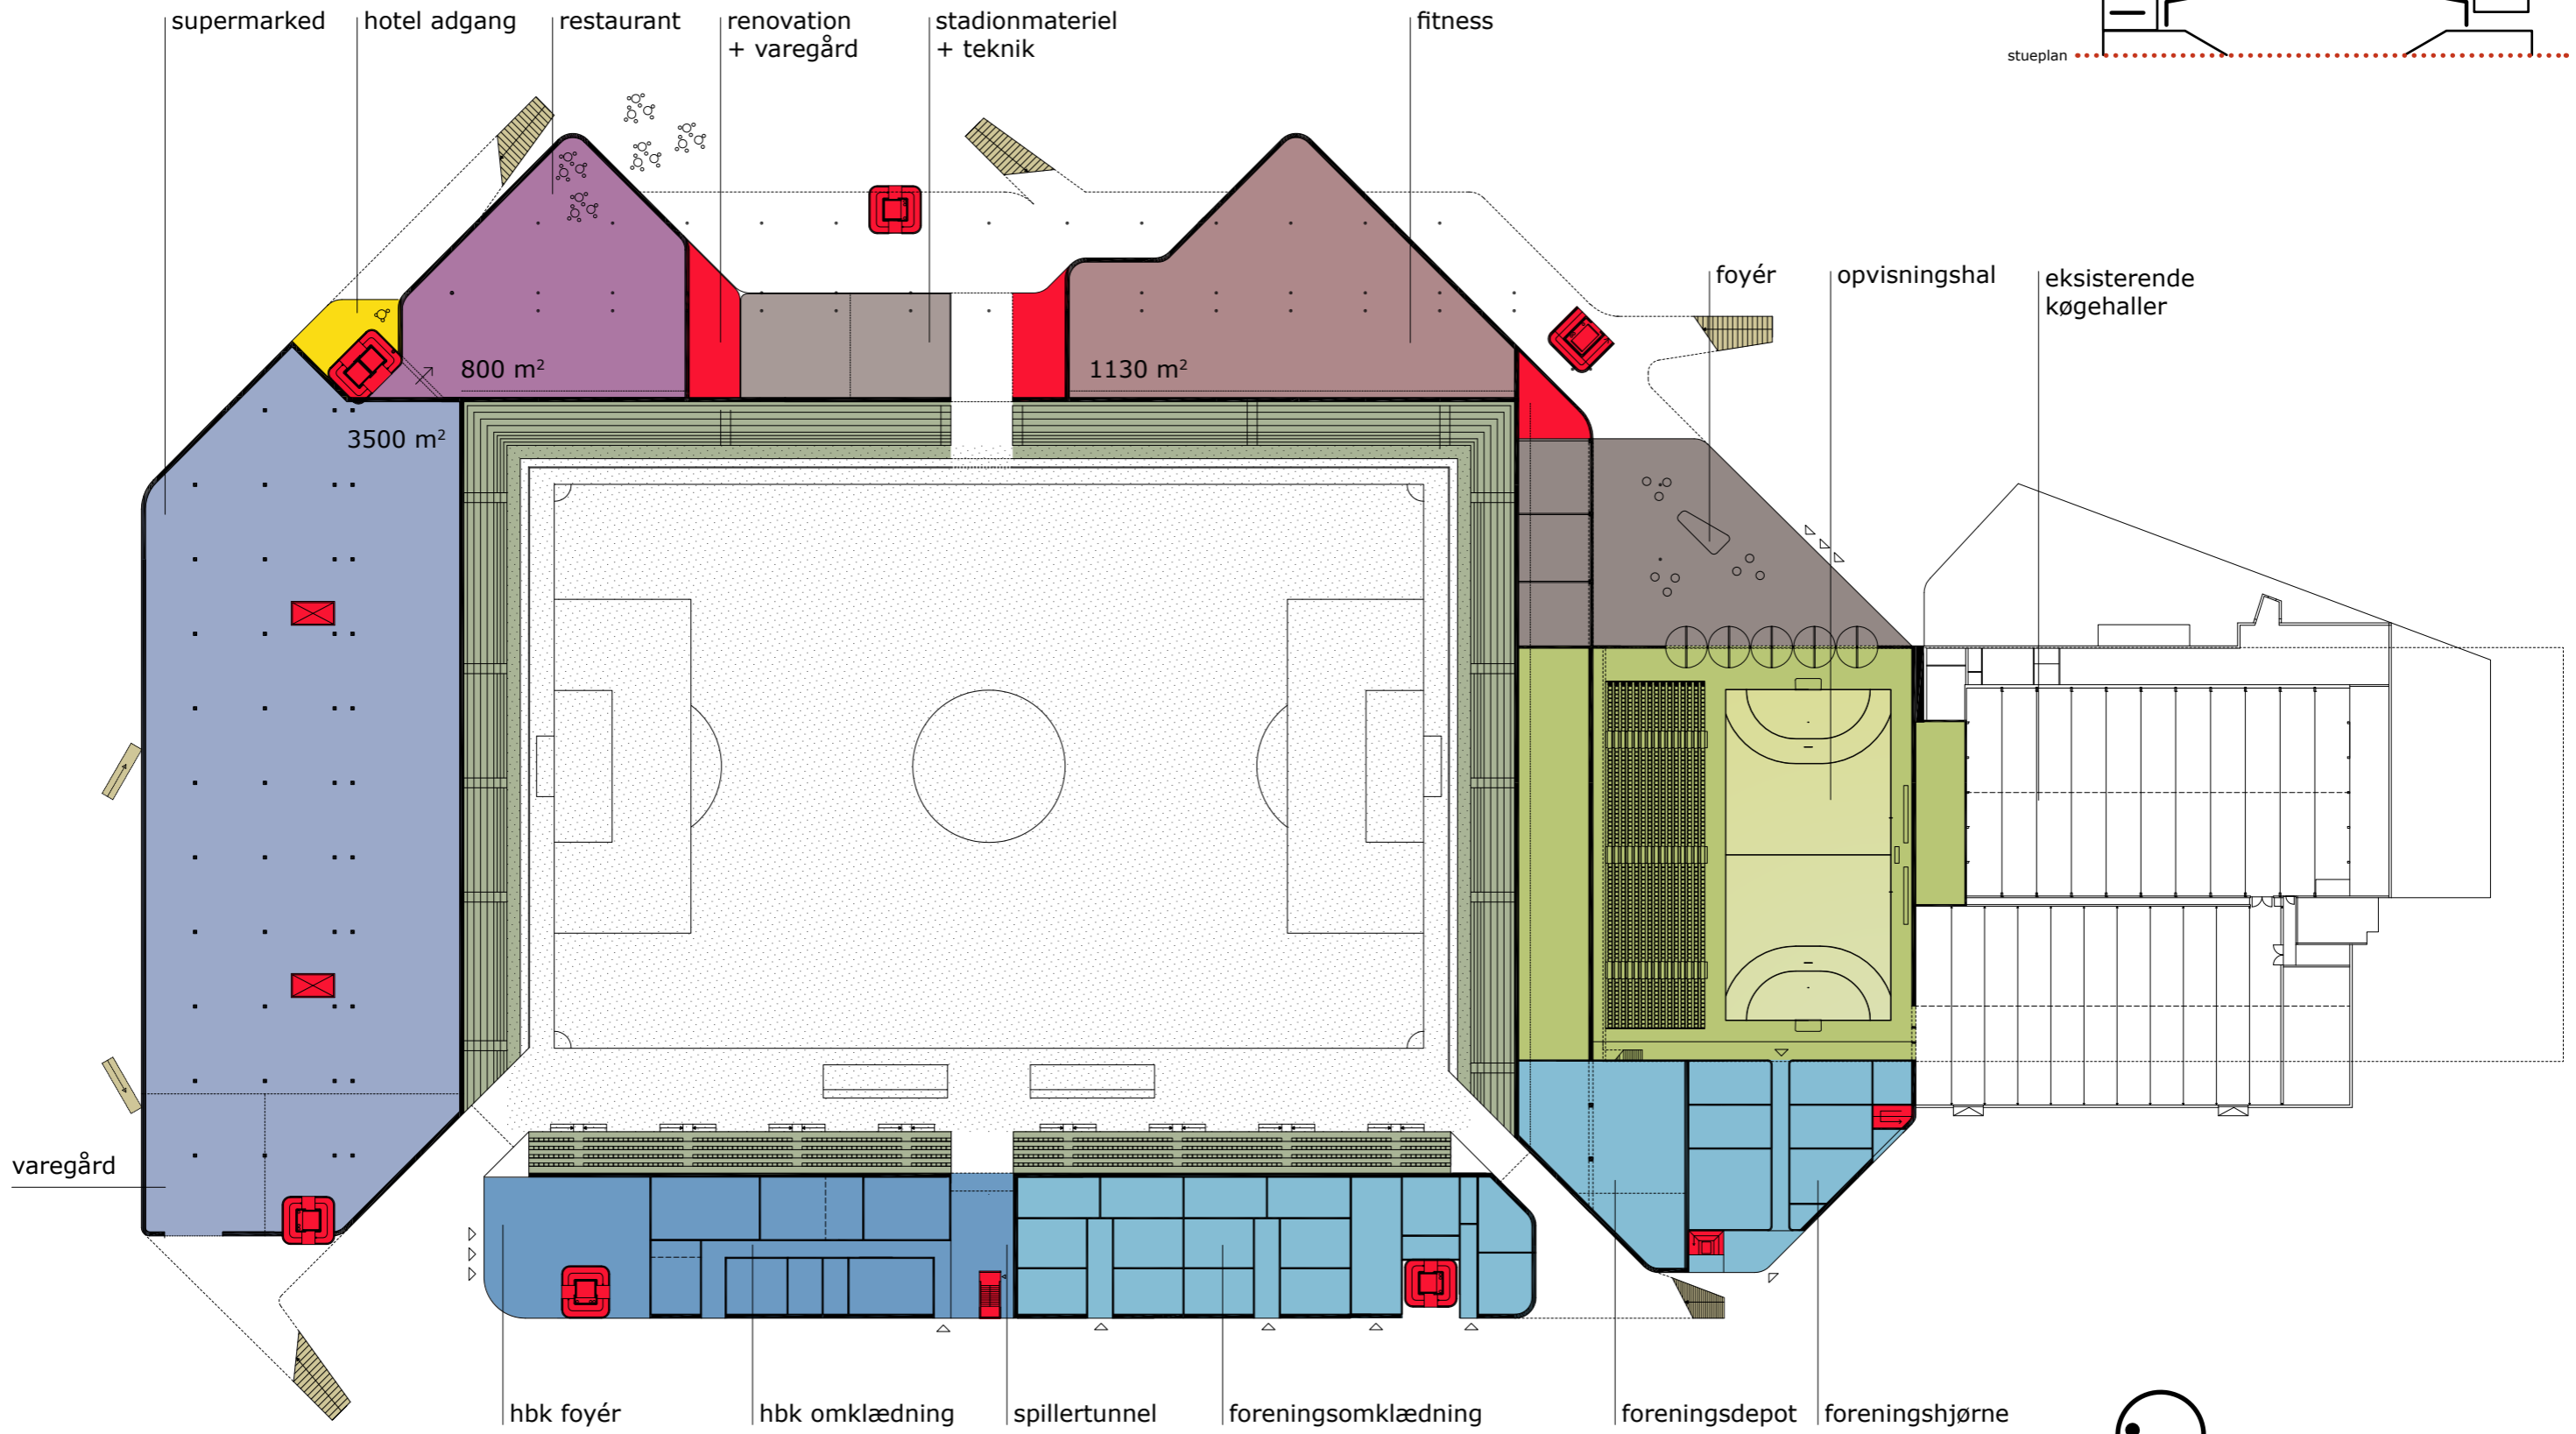 supermarked
hotel adgang
restaurant
renovation
+ varegård
stadionmateriel
+ teknik
fitness
stueplan
foyér
opvisningshal
eksisterende
køgehaller
800 m²
1130 m²
3500 m²
varegård
hbk foyér
hbk omklædning
spillertunnel
foreningsomklædning
foreningsdepot
foreningshjørne